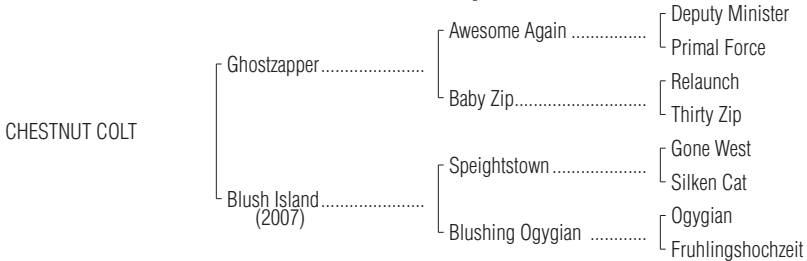 Deputy Minister
Awesome Again ................
Primal Force
Ghostzapper.......................
Relaunch
Baby Zip.............................
Thirty Zip
CHESTNUT COLT
Gone West
Speightstown ....................
Silken Cat
Blush Island.......................
(2007)
Ogygian
Blushing Ogygian ............
Fruhlingshochzeit